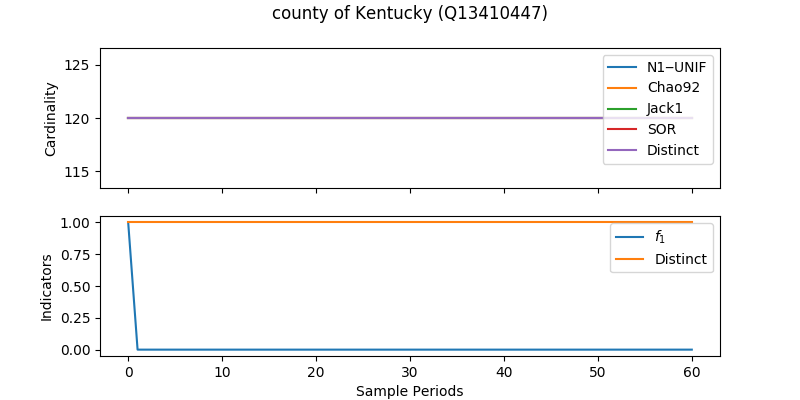 county of Kentucky (Q13410447)
125
120
115
Cardinality
N1−UNIF
Chao92
Jack1
SOR
Distinct
1.00
0.75
0.50
0.25
0.00
Indicators
f1
Distinct
0 10 20 30 40 50 60
Sample Periods